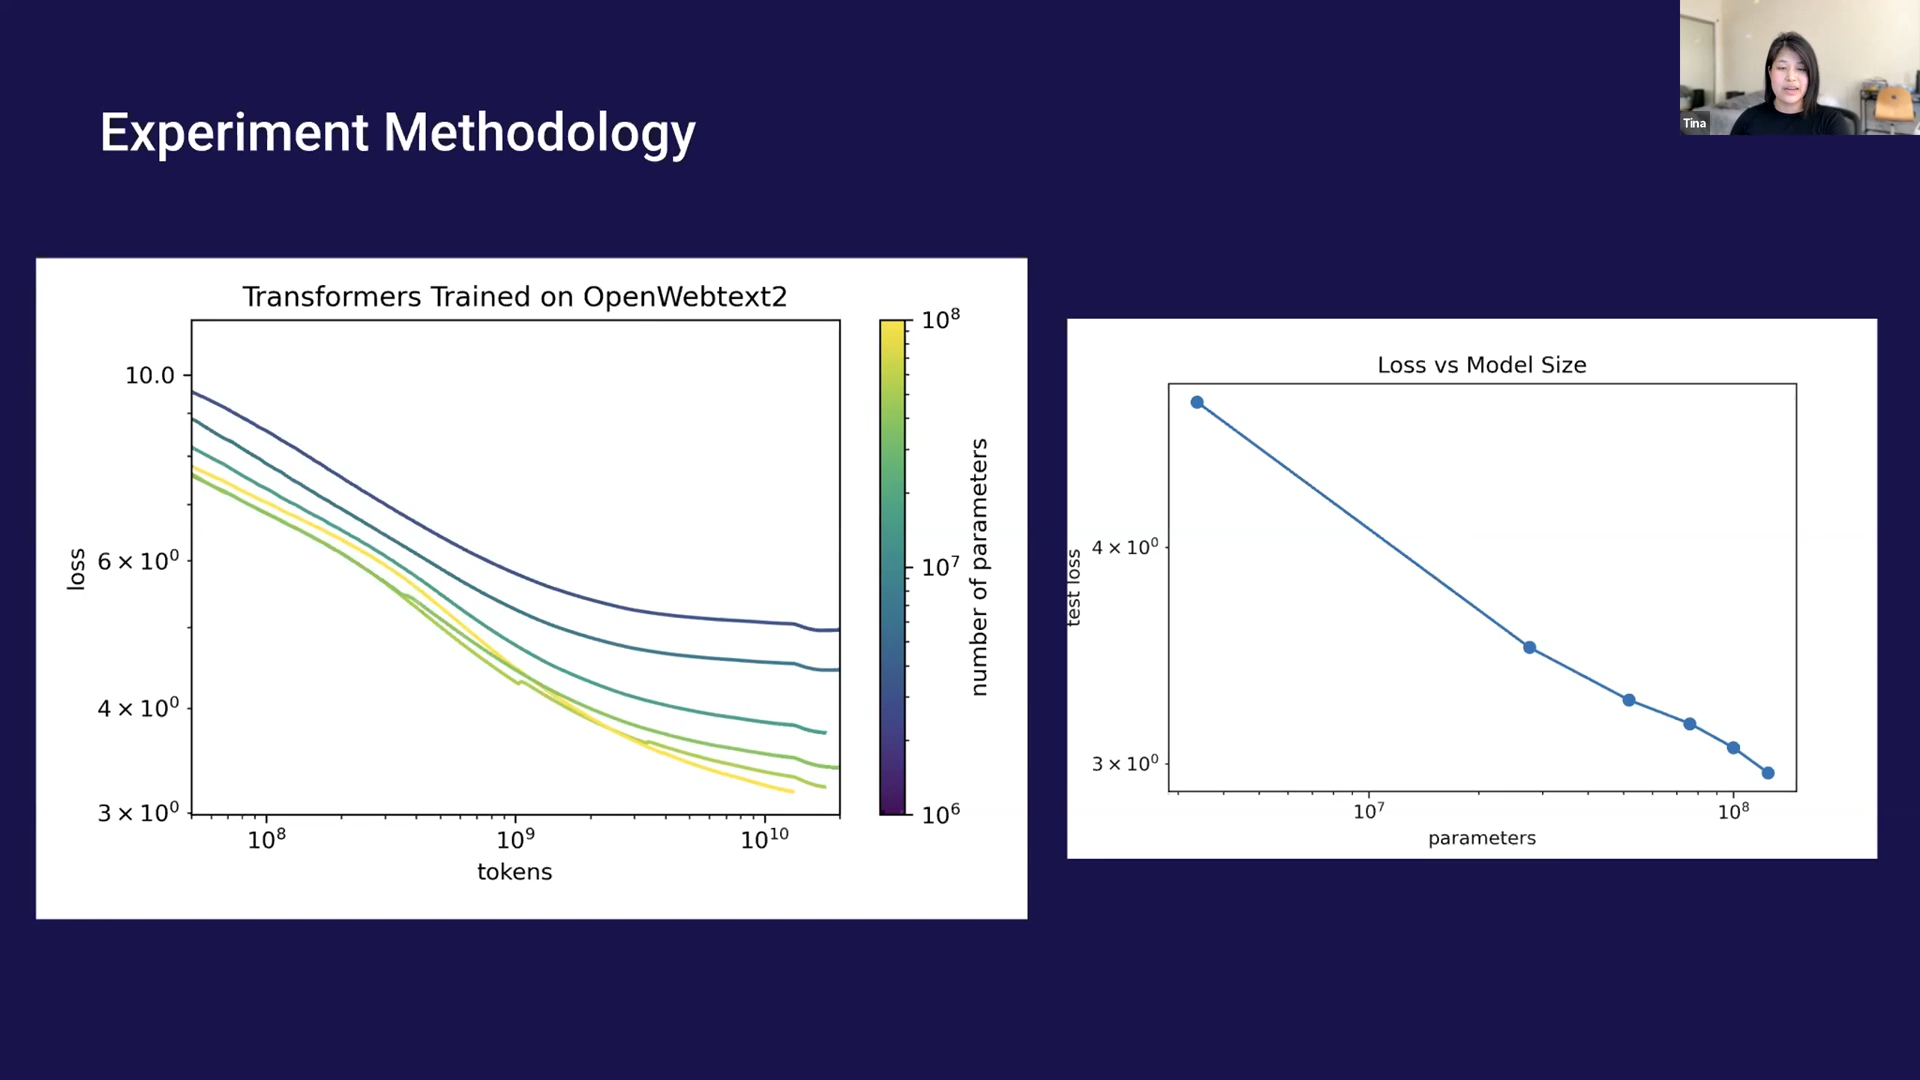 Tina
Experiment Methodology
Transformers Trained on OpenWebtext2
10.0
6 × 10⁰
4 × 10⁰
3 × 10⁰
loss
10⁸
10⁹
10¹⁰
tokens
10⁸
10⁷
10⁶
number of parameters
Loss vs Model Size
4 × 10⁰
3 × 10⁰
test loss
10⁷
10⁸
parameters